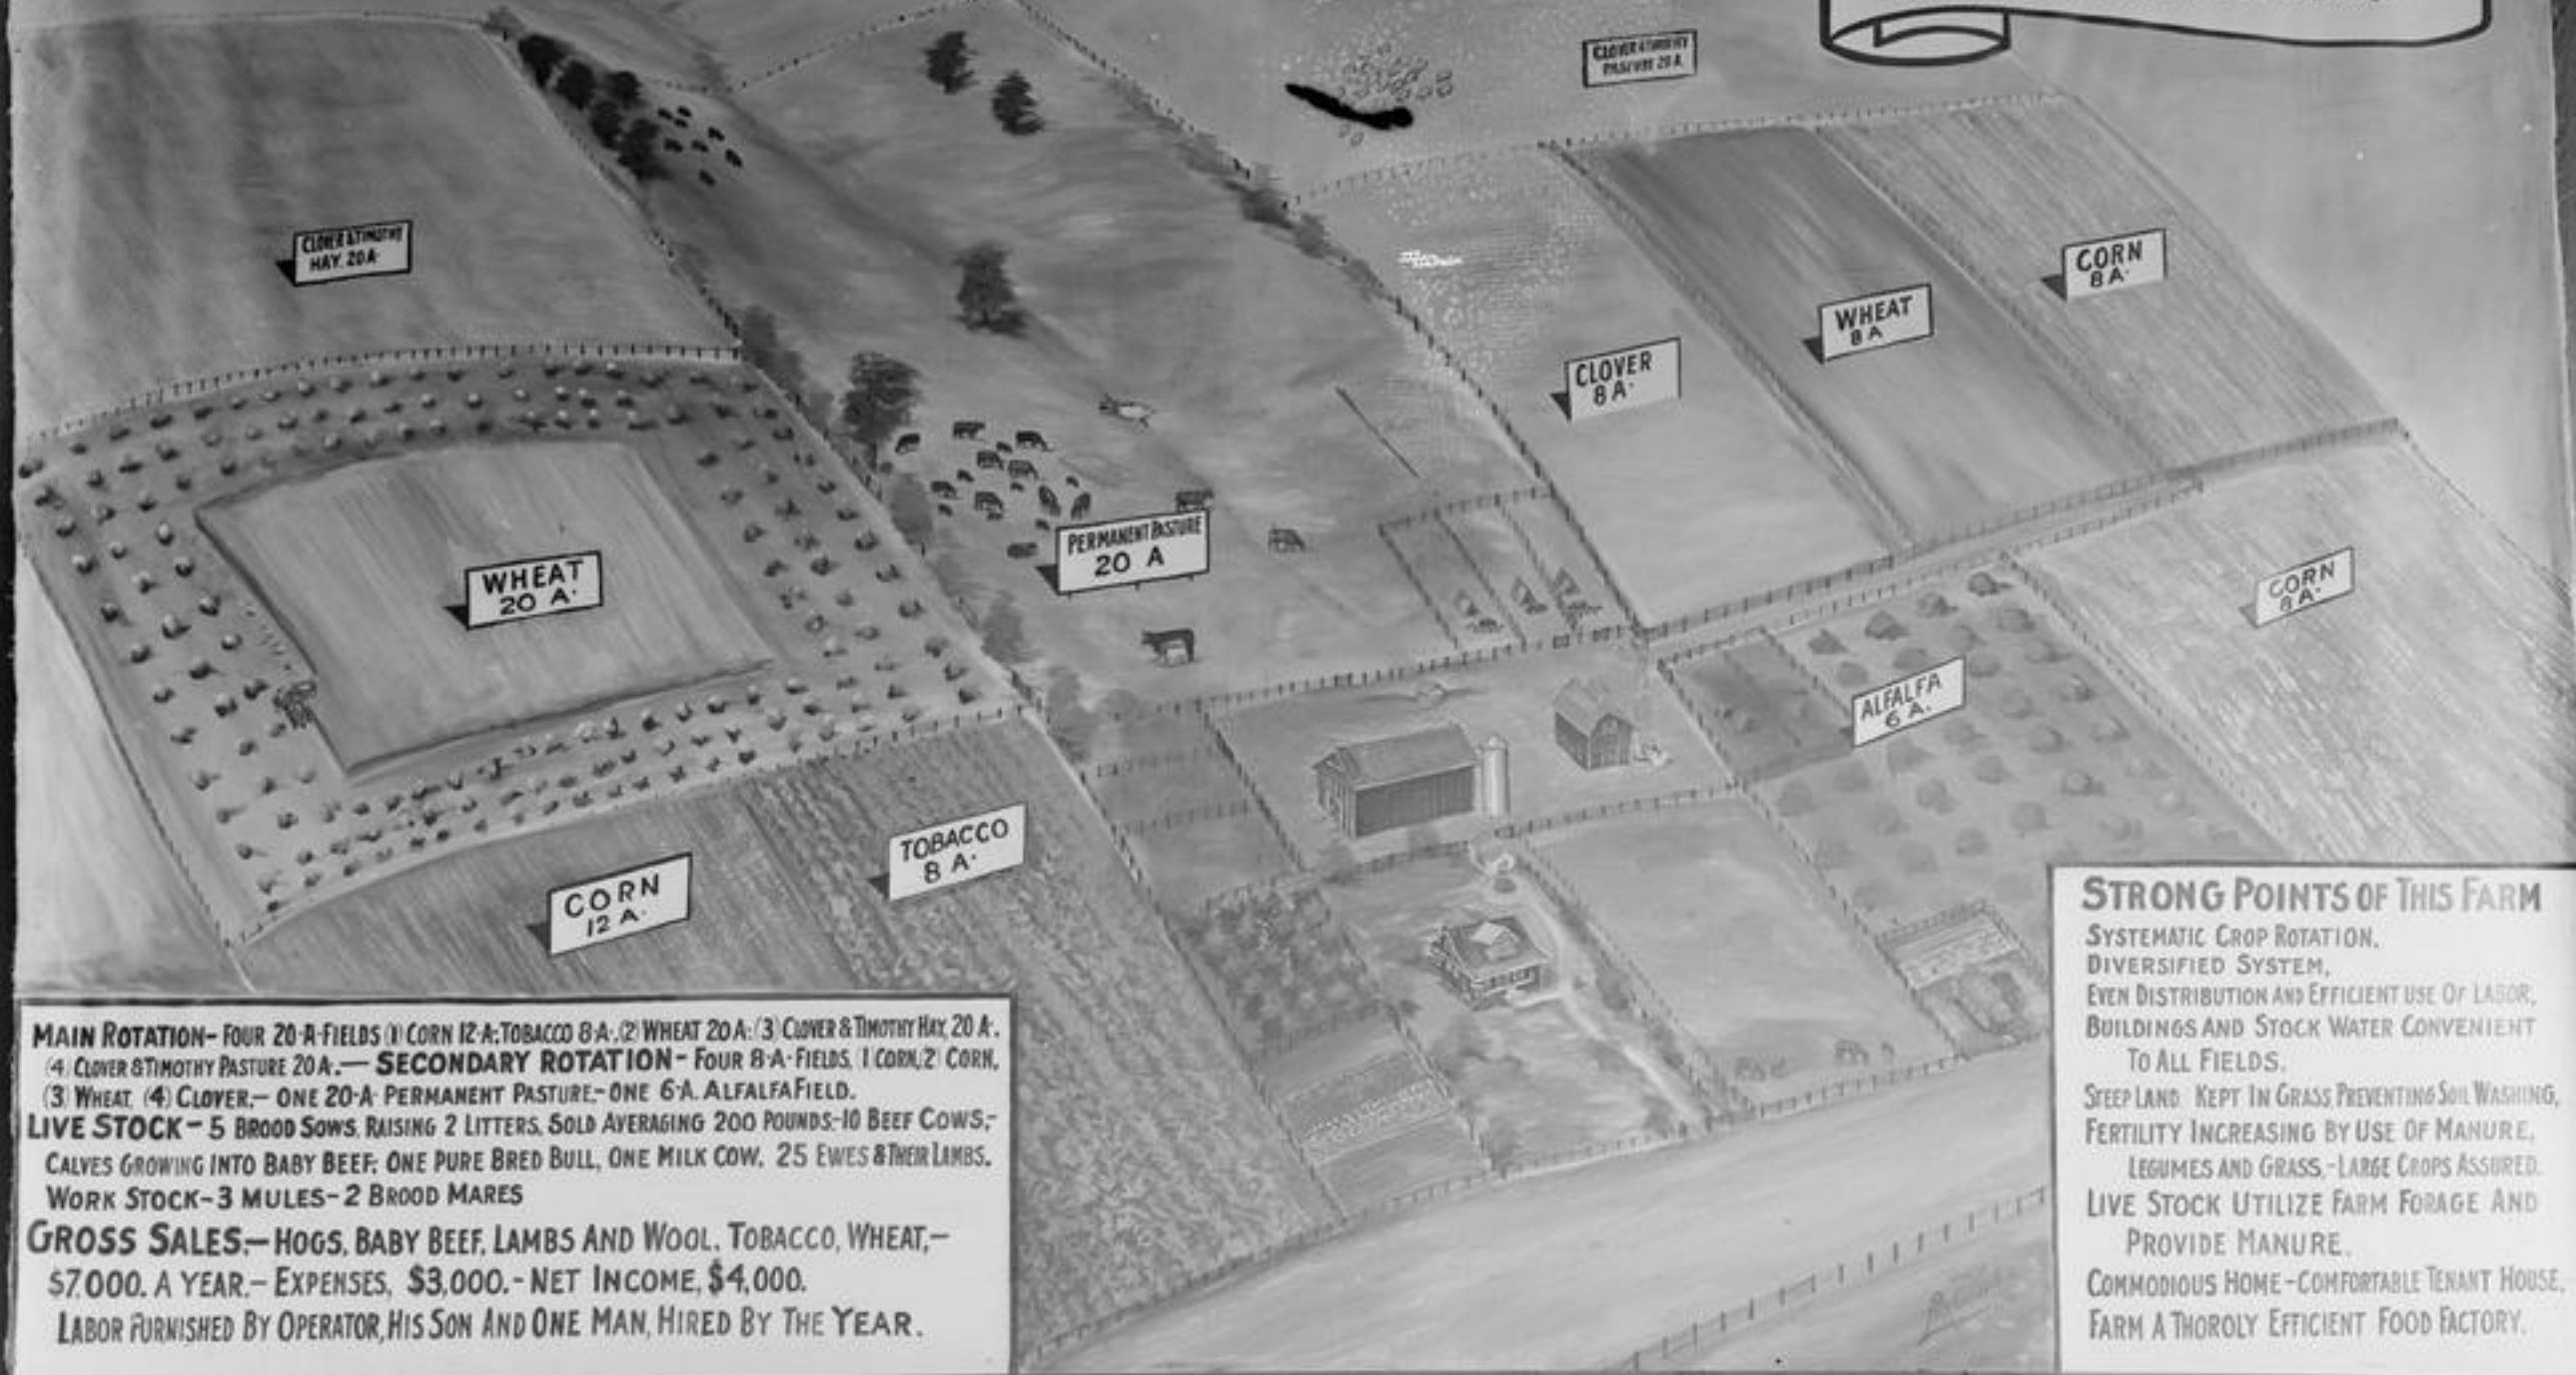 CLOVER & TIMOTHY
PASTURE 20 A.
CLOVER & TIMOTHY
HAY. 20 A.
CORN
8 A.
WHEAT
8 A
CLOVER
8 A.
WHEAT
20 A.
PERMANENT PASTURE
20 A
CORN
8 A.
ALFALFA
6 A.
TOBACCO
8 A.
CORN
12 A.
MAIN ROTATION- FOUR 20-A-FIELDS (1) CORN 12-A; TOBACCO 8-A; (2) WHEAT 20 A; (3) CLOVER & TIMOTHY HAY, 20 A.
(4) CLOVER & TIMOTHY PASTURE 20 A.- SECONDARY ROTATION- FOUR 8-A-FIELDS, 1 CORN, 2) CORN,
(3) WHEAT, (4) CLOVER.- ONE 20-A PERMANENT PASTURE-ONE 6-A. ALFALFA FIELD.
LIVE STOCK- 5 BROOD SOWS, RAISING 2 LITTERS, SOLD AVERAGING 200 POUNDS-10 BEEF COWS,-
CALVES GROWING INTO BABY BEEF; ONE PURE BRED BULL, ONE MILK COW, 25 EWES & THEIR LAMBS.
WORK STOCK-3 MULES-2 BROOD MARES
GROSS SALES,- HOGS, BABY BEEF, LAMBS AND WOOL, TOBACCO, WHEAT,-
$7000. A YEAR.- EXPENSES, $3,000.- NET INCOME, $4,000.
LABOR FURNISHED BY OPERATOR, HIS SON AND ONE MAN, HIRED BY THE YEAR.
STRONG POINTS OF THIS FARM
SYSTEMATIC CROP ROTATION.
DIVERSIFIED SYSTEM,
EVEN DISTRIBUTION AND EFFICIENT USE OF LABOR,
BUILDINGS AND STOCK WATER CONVENIENT
TO ALL FIELDS.
STEEP LAND KEPT IN GRASS PREVENTING SOIL WASHING,
FERTILITY INCREASING BY USE OF MANURE,
LEGUMES AND GRASS,-LARGE CROPS ASSURED.
LIVE STOCK UTILIZE FARM FORAGE AND
PROVIDE MANURE.
COMMODIOUS HOME-COMFORTABLE TENANT HOUSE,
FARM A THOROLY EFFICIENT FOOD FACTORY.